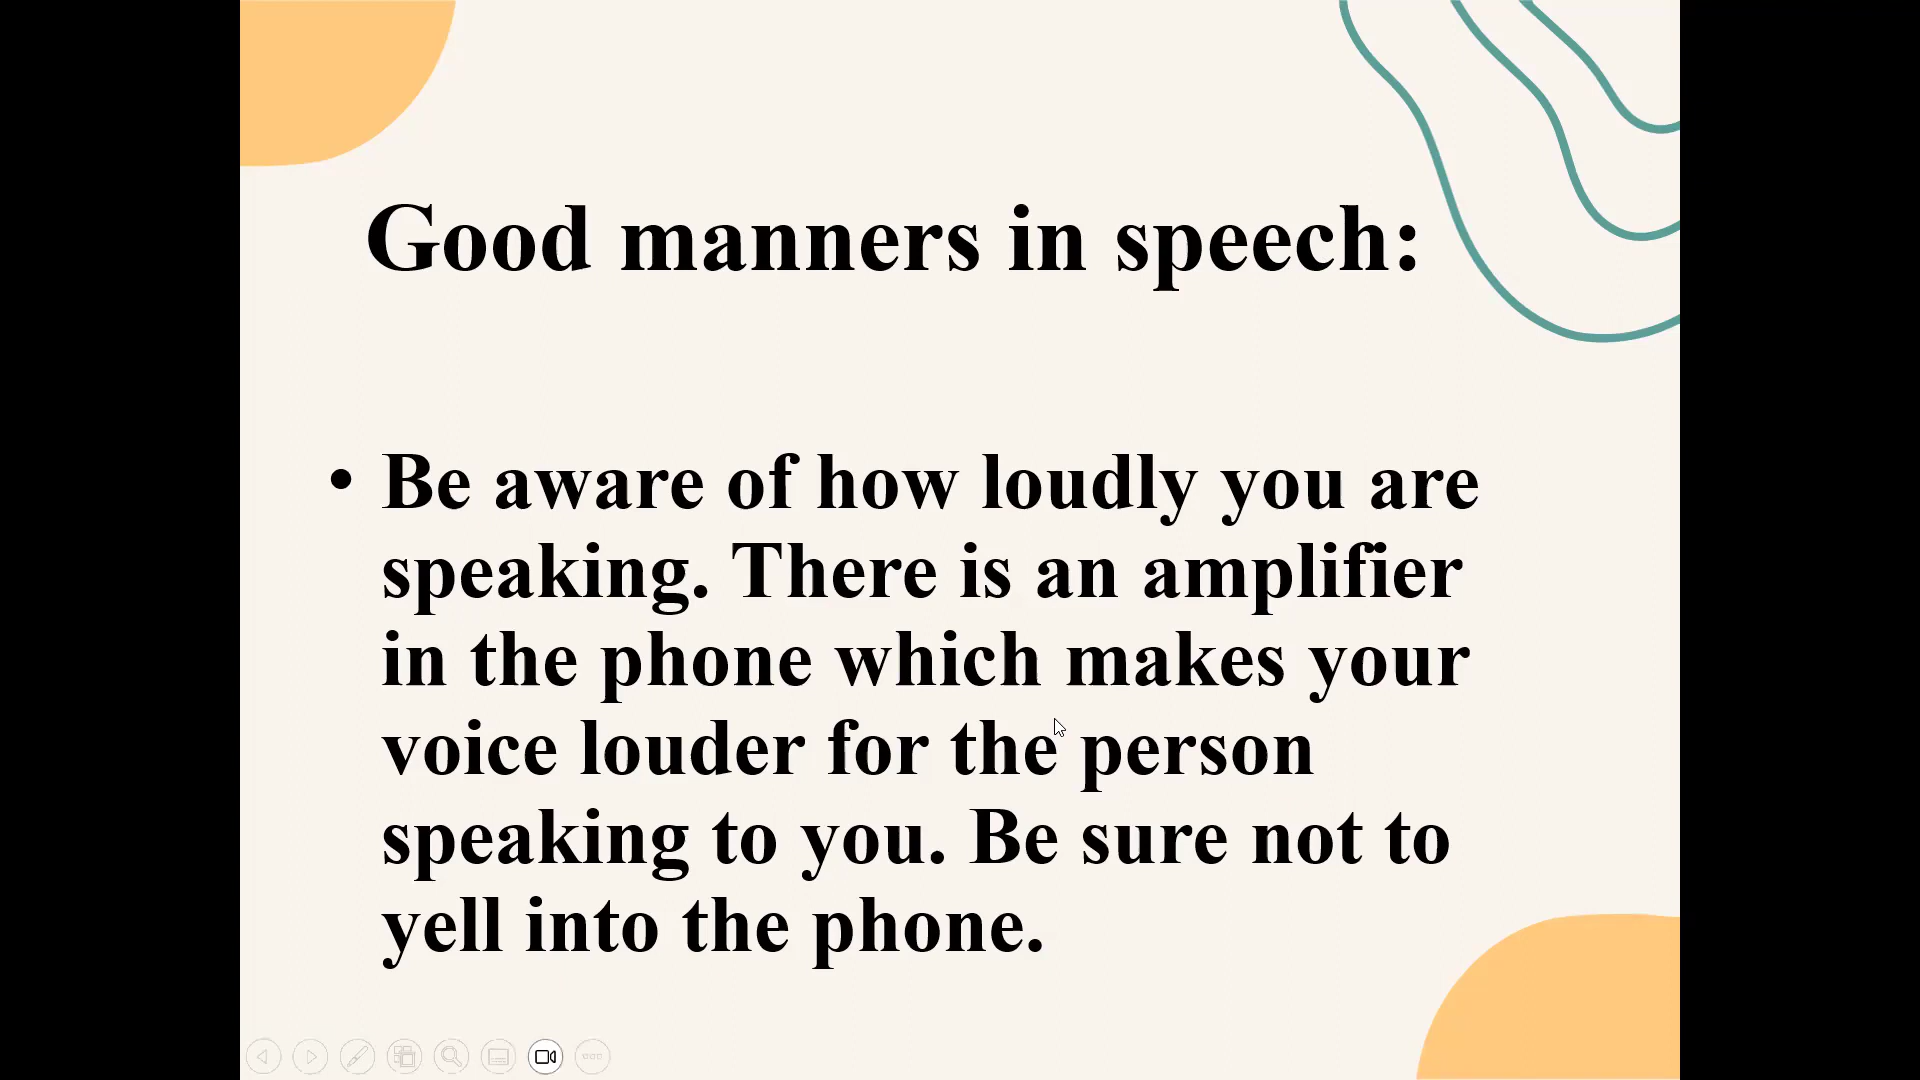 Good manners in speech:
• Be aware of how loudly you are
speaking. There is an amplifier
in the phone which makes your
voice louder for the person
speaking to you. Be sure not to
yell into the phone.